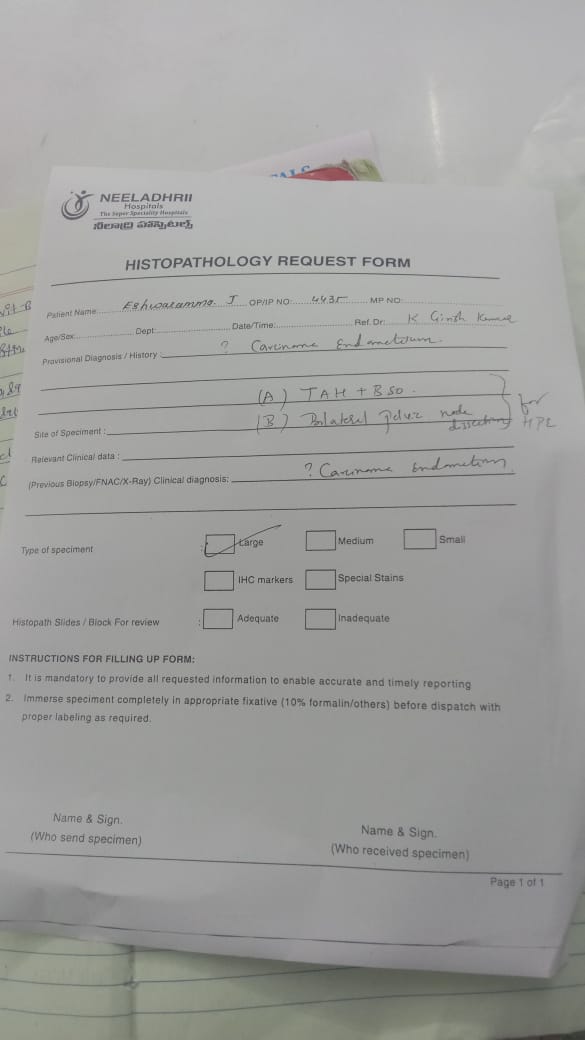 NEELADHRII
Hospitals
The Super Speciality Hospitals
నీలాద్రి హాస్పిటల్స్
HISTOPATHOLOGY REQUEST FORM
Patient Name: Eshwaramma. J OP/IP NO: 4435 MP NO:
Age/Sex: Dept: Date/Time: Ref. Dr: K Girish Kumar
Provisional Diagnosis / History : ? Carcinoma Endometrium.
(A) TAH + BSO.
Site of Speciment : (B) Bilateral pelvic node dissection for HPE
Relevant Clinical data :
(Previous Biopsy/FNAC/X-Ray) Clinical diagnosis: ? Carcinoma Endometrium
Type of speciment Large Medium Small
IHC markers Special Stains
Histopath Slides / Block For review : Adequate Inadequate
INSTRUCTIONS FOR FILLING UP FORM:
1. It is mandatory to provide all requested information to enable accurate and timely reporting
2. Immerse speciment completely in appropriate fixative (10% formalin/others) before dispatch with
proper labeling as required.
Name & Sign. Name & Sign.
(Who send specimen) (Who received specimen)
Page 1 of 1